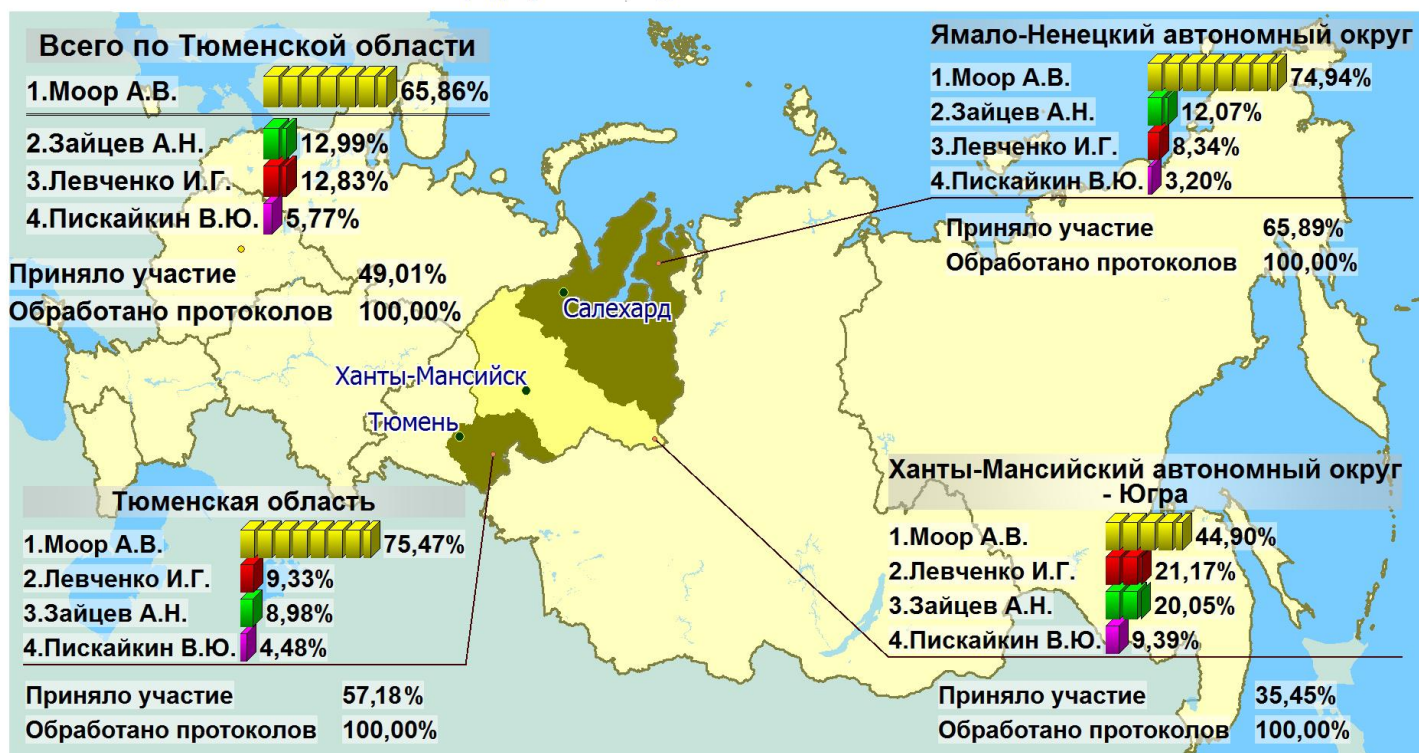 Всего по Тюменской области
1.Моор А.В. 65,86%
2.Зайцев А.Н. 12,99%
3.Левченко И.Г. 12,83%
4.Пискайкин В.Ю. 5,77%
Приняло участие 49,01%
Обработано протоколов 100,00%
Ямало-Ненецкий автономный округ
1.Моор А.В. 74,94%
2.Зайцев А.Н. 12,07%
3.Левченко И.Г. 8,34%
4.Пискайкин В.Ю. 3,20%
Приняло участие 65,89%
Обработано протоколов 100,00%
Салехард
Ханты-Мансийск
Тюмень
Тюменская область
1.Моор А.В. 75,47%
2.Левченко И.Г. 9,33%
3.Зайцев А.Н. 8,98%
4.Пискайкин В.Ю. 4,48%
Приняло участие 57,18%
Обработано протоколов 100,00%
Ханты-Мансийский автономный округ
- Югра
1.Моор А.В. 44,90%
2.Левченко И.Г. 21,17%
3.Зайцев А.Н. 20,05%
4.Пискайкин В.Ю. 9,39%
Приняло участие 35,45%
Обработано протоколов 100,00%